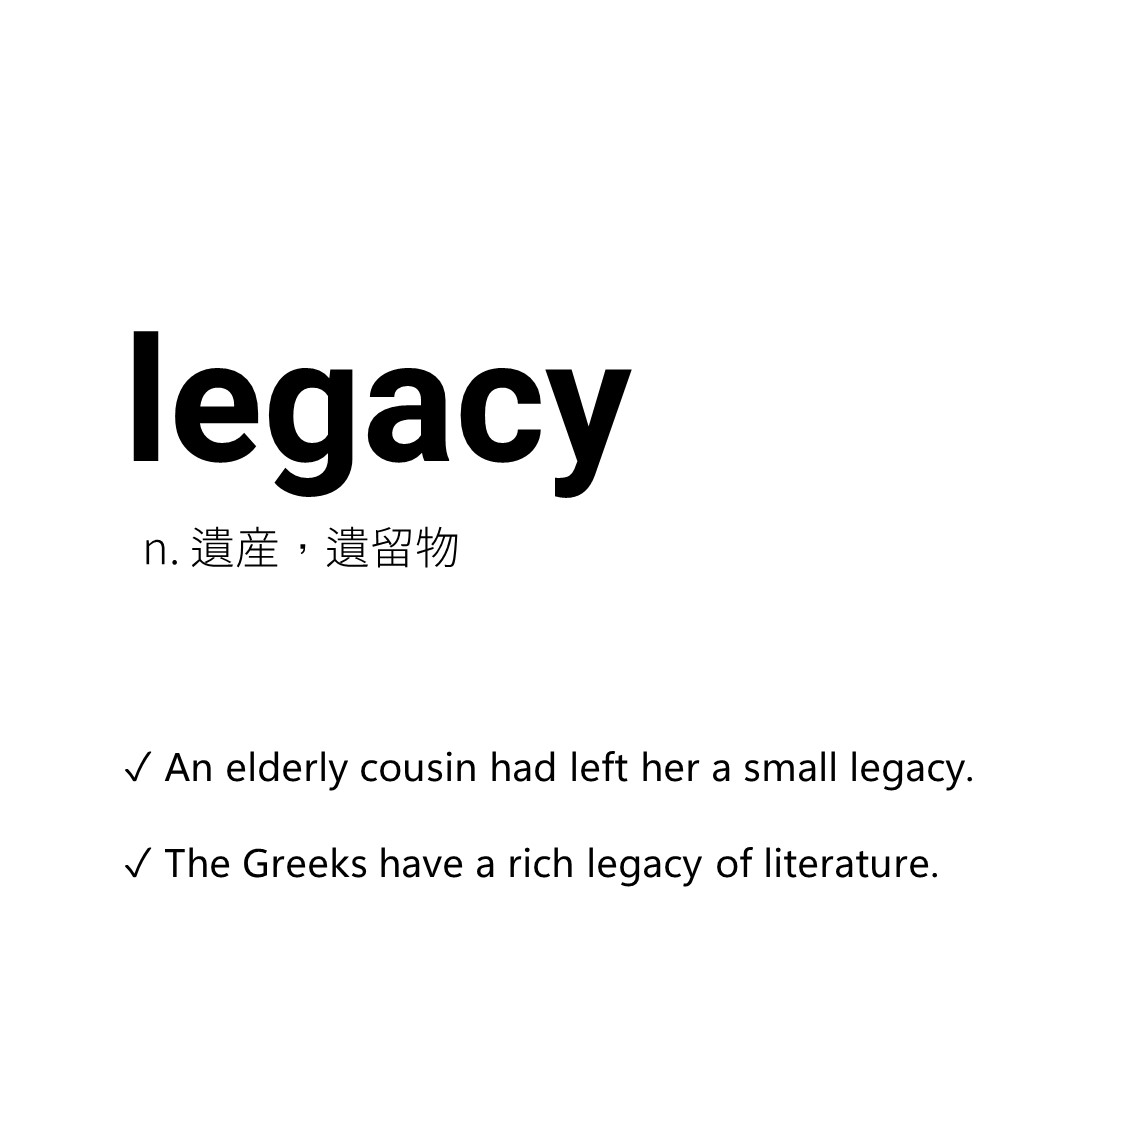 legacy
n. 遺産，遺留物
✓ An elderly cousin had left her a small legacy.
✓ The Greeks have a rich legacy of literature.